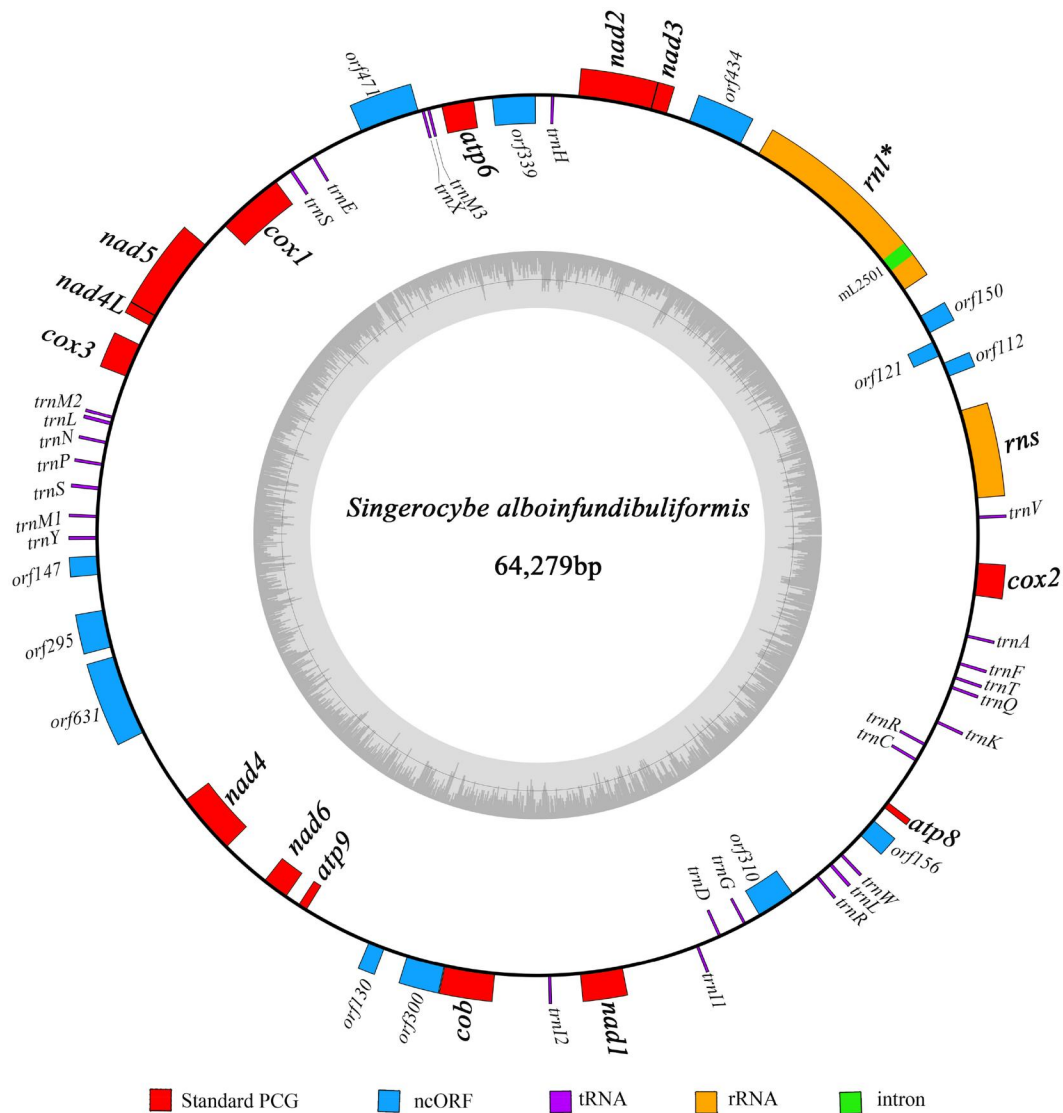 nad2
nad3
orf434
rnl*
mL2501
orf150
orf121
orf112
rns
trnV
cox2
trnA
trnF
trnT
trnQ
trnK
trnR
trnC
atp8
orf156
trnW
trnL
trnR
orf310
trnG
trnD
trnI1
nad1
trnI2
cob
orf300
orf130
atp9
nad6
nad4
orf631
orf295
orf147
trnY
trnM1
trnS
trnP
trnN
trnL
trnM2
cox3
nad4L
nad5
cox1
trnS
trnE
orf471
trnX
trnM3
atp6
orf339
trnH
Singerocybe alboinfundibuliformis
64,279bp
Standard PCG ncORF tRNA rRNA intron